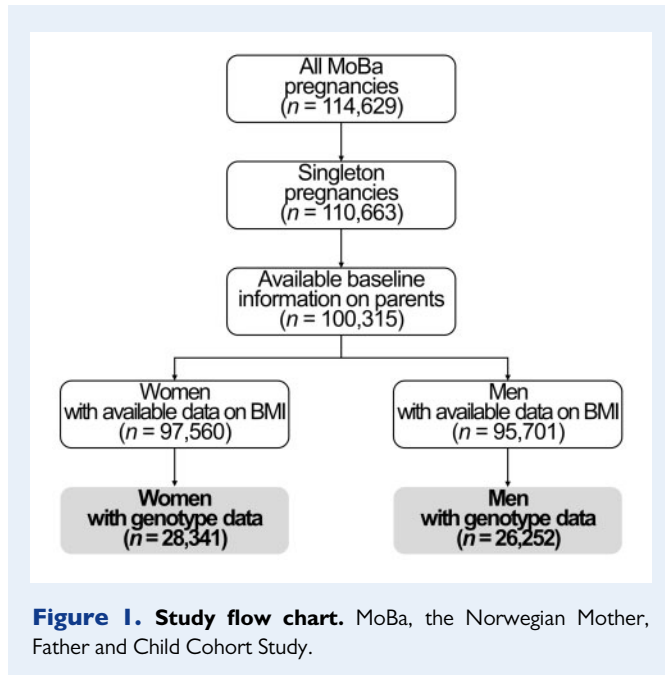 All MoBa
pregnancies
(n = 114,629)
Singleton
pregnancies
(n = 110,663)
Available baseline
information on parents
(n = 100,315)
Women
with available data on BMI
(n = 97,560)
Men
with available data on BMI
(n = 95,701)
Women
with genotype data
(n = 28,341)
Men
with genotype data
(n = 26,252)
Figure 1. Study flow chart. MoBa, the Norwegian Mother,
Father and Child Cohort Study.